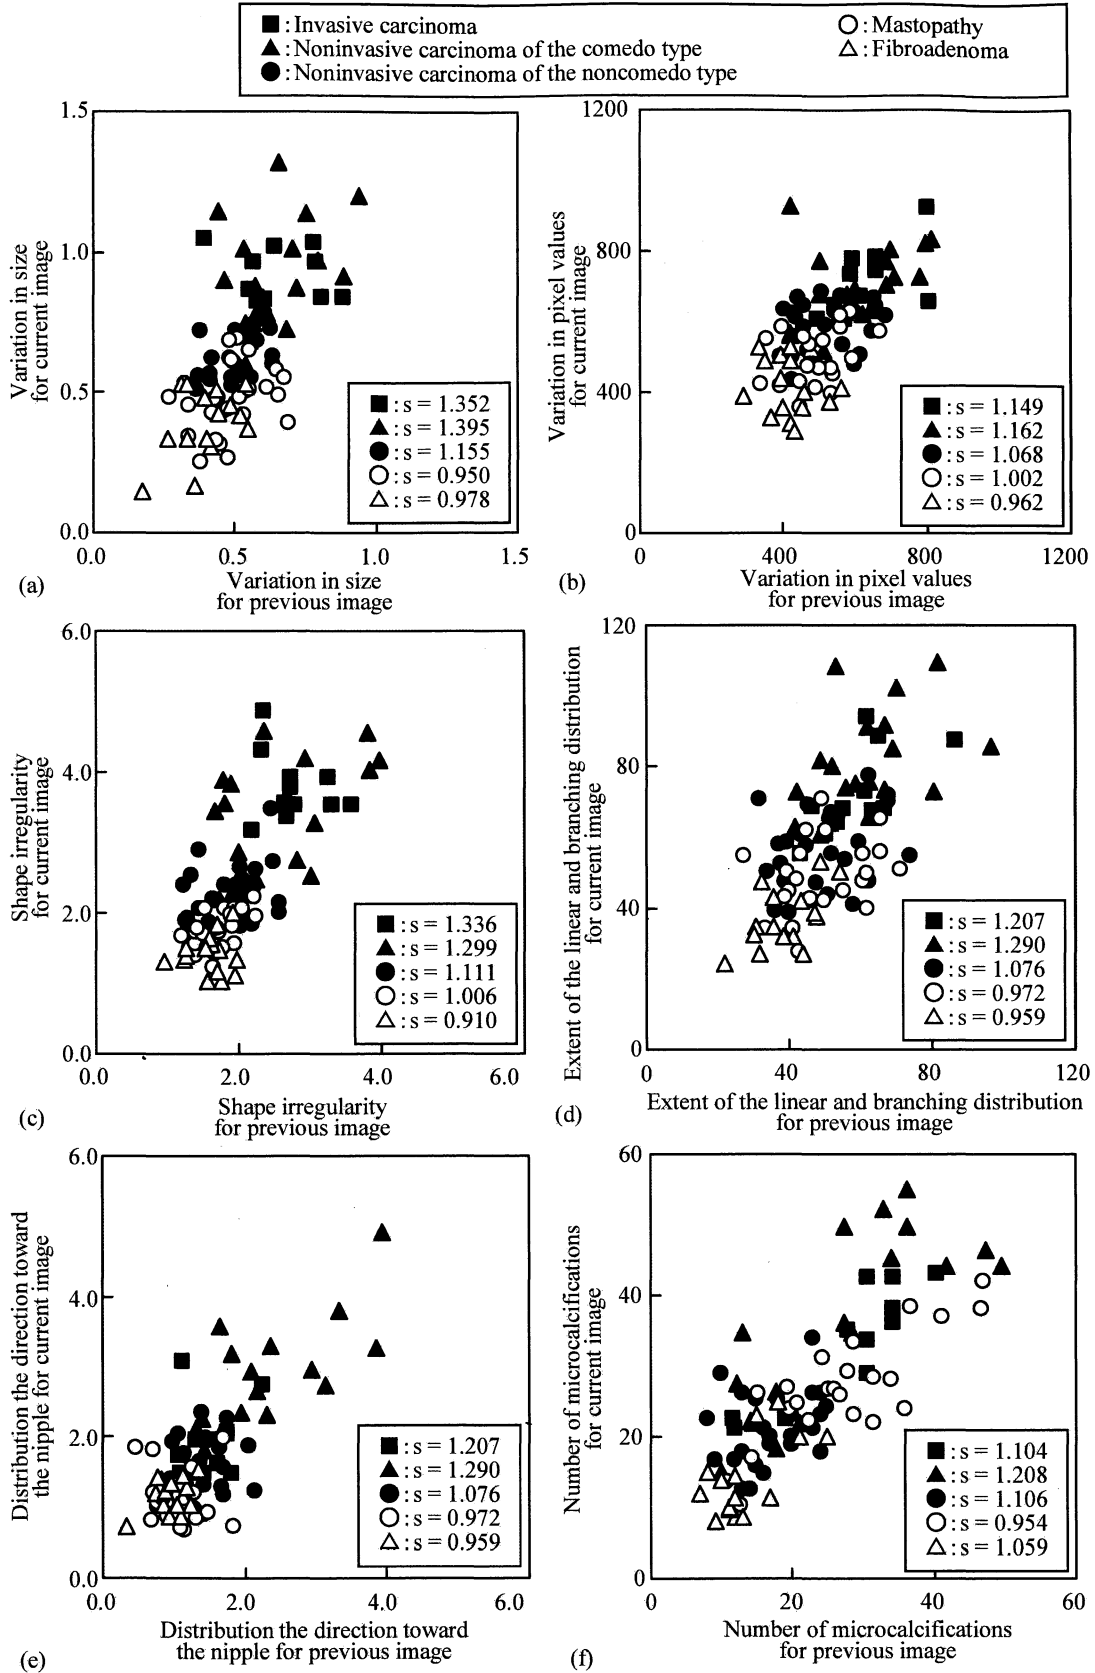 ■ : Invasive carcinoma
▲ : Noninvasive carcinoma of the comedo type
● : Noninvasive carcinoma of the noncomedo type
○ : Mastopathy
△ : Fibroadenoma
1.5
1.0
0.5
0.0
0.0 0.5 1.0 1.5
Variation in size
for current image
■ : s = 1.352
▲ : s = 1.395
● : s = 1.155
○ : s = 0.950
△ : s = 0.978
(a)
Variation in size
for previous image
1200
800
400
0
0 400 800 1200
Variation in pixel values
for current image
■ : s = 1.149
▲ : s = 1.162
● : s = 1.068
○ : s = 1.002
△ : s = 0.962
(b)
Variation in pixel values
for previous image
6.0
4.0
2.0
0.0
0.0 2.0 4.0 6.0
Shape irregularity
for current image
■ : s = 1.336
▲ : s = 1.299
● : s = 1.111
○ : s = 1.006
△ : s = 0.910
(c)
Shape irregularity
for previous image
120
80
40
0
0 40 80 120
Extent of the linear and branching distribution
for current image
■ : s = 1.207
▲ : s = 1.290
● : s = 1.076
○ : s = 0.972
△ : s = 0.959
(d)
Extent of the linear and branching distribution
for previous image
6.0
4.0
2.0
0.0
0.0 2.0 4.0 6.0
Distribution the direction toward
the nipple for current image
■ : s = 1.207
▲ : s = 1.290
● : s = 1.076
○ : s = 0.972
△ : s = 0.959
(e)
Distribution the direction toward
the nipple for previous image
60
40
20
0
0 20 40 60
Number of microcalcifications
for current image
■ : s = 1.104
▲ : s = 1.208
● : s = 1.106
○ : s = 0.954
△ : s = 1.059
(f)
Number of microcalcifications
for previous image